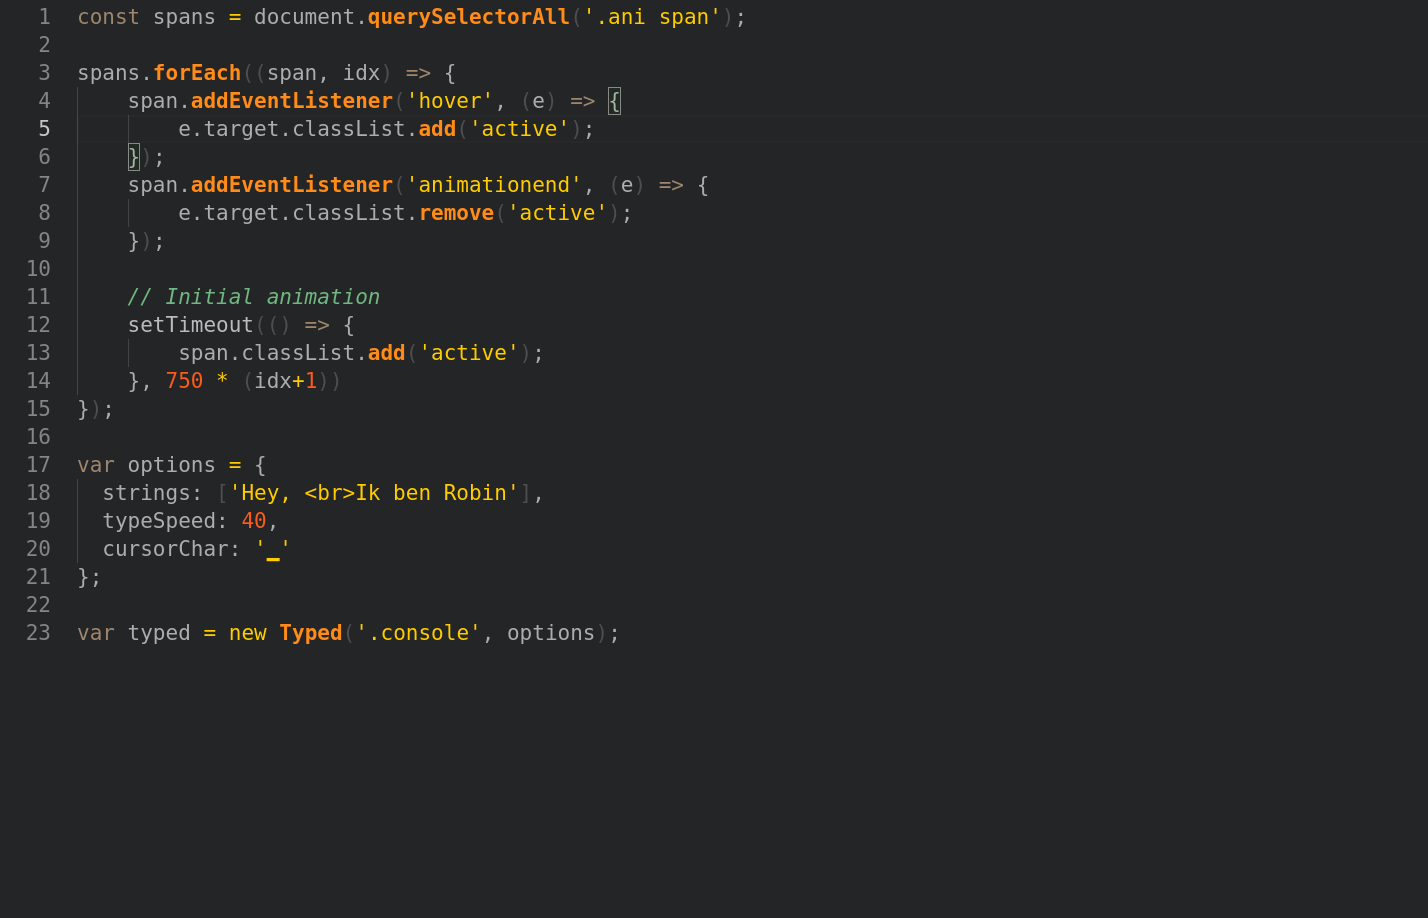 1 const spans = document.querySelectorAll('.ani span');
2
3 spans.forEach((span, idx) => {
4     span.addEventListener('hover', (e) => {
5         e.target.classList.add('active');
6     });
7     span.addEventListener('animationend', (e) => {
8         e.target.classList.remove('active');
9     });
10
11     // Initial animation
12     setTimeout(() => {
13         span.classList.add('active');
14     }, 750 * (idx+1))
15 });
16
17 var options = {
18   strings: ['Hey, <br>Ik ben Robin'],
19   typeSpeed: 40,
20   cursorChar: '_'
21 };
22
23 var typed = new Typed('.console', options);